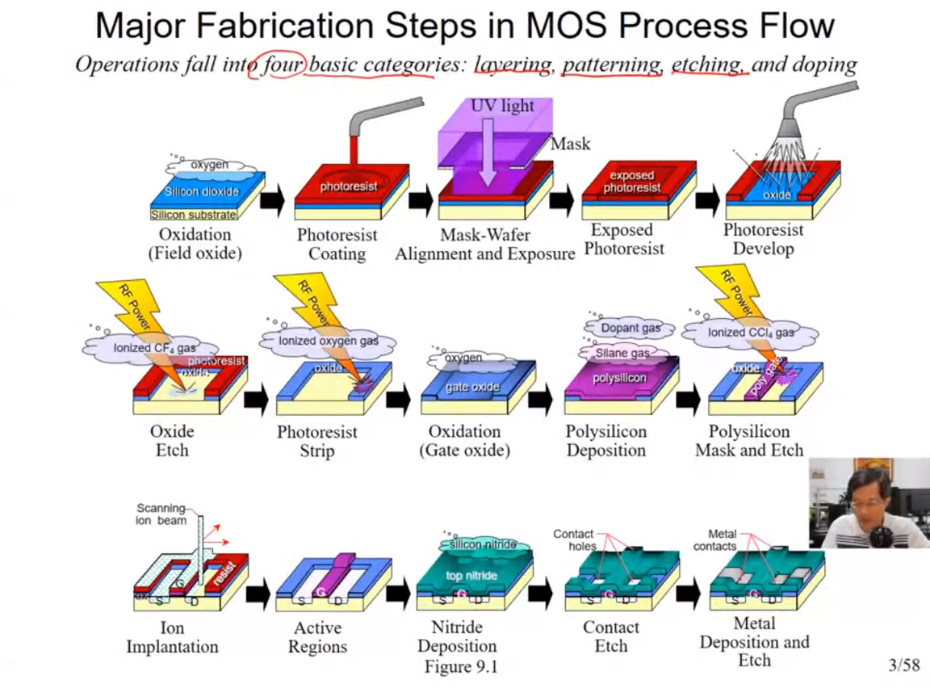 Major Fabrication Steps in MOS Process Flow
Operations fall into four basic categories: layering, patterning, etching, and doping
oxygen
Silicon dioxide
Silicon substrate
Oxidation
(Field oxide)
photoresist
Photoresist
Coating
UV light
Mask
Mask-Wafer
Alignment and Exposure
exposed
photoresist
Exposed
Photoresist
oxide
Photoresist
Develop
RF Power
Ionized CF4 gas
photoresist
oxide
Oxide
Etch
RF Power
Ionized oxygen gas
oxide
Photoresist
Strip
oxygen
gate oxide
Oxidation
(Gate oxide)
Dopant gas
Silane gas
polysilicon
Polysilicon
Deposition
RF Power
Ionized CCl4 gas
oxide
poly gate
Polysilicon
Mask and Etch
Scanning
ion beam
resist
ox
S
G
D
Ion
Implantation
S
G
D
Active
Regions
silicon nitride
top nitride
S
G
D
Nitride
Deposition
Figure 9.1
Contact
holes
S
G
D
Contact
Etch
Metal
contacts
S
G
D
Metal
Deposition and
Etch
3/58